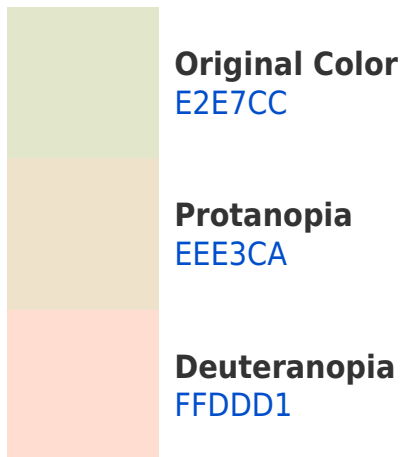 Original Color
E2E7CC
Protanopia
EEE3CA
Deuteranopia
FFDDD1